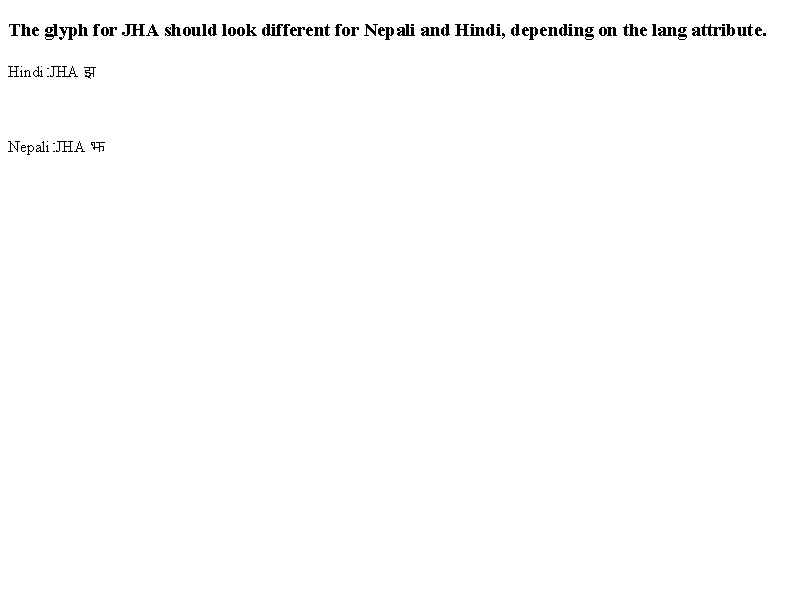 The glyph for JHA should look different for Nepali and Hindi, depending on the lang attribute.
Hindi:JHA झ
Nepali:JHA झ